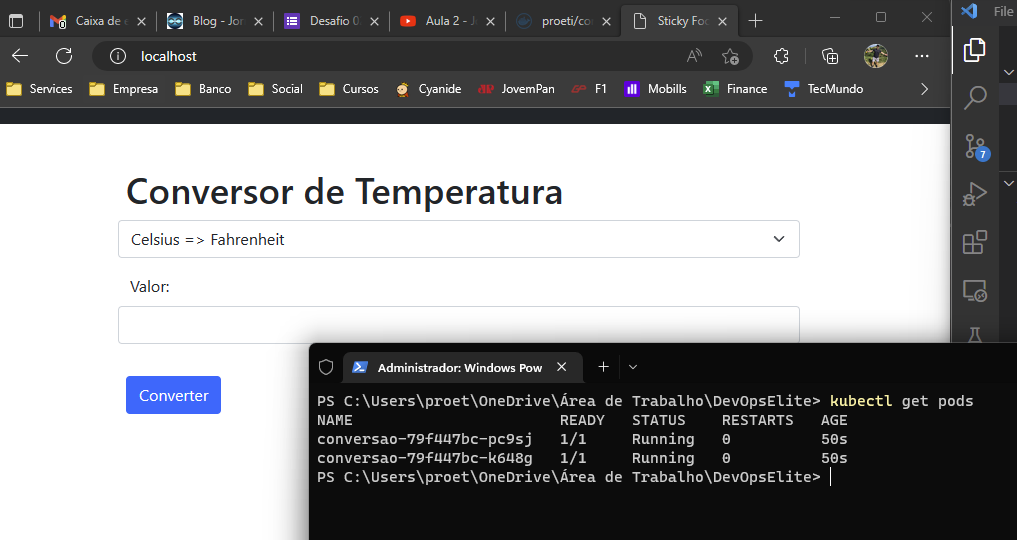 Caixa de e
Blog - Jor
Desafio 0
Aula 2 - J
proeti/co
Sticky Foo
File
localhost
Services
Empresa
Banco
Social
Cursos
Cyanide
JovemPan
F1
Mobills
Finance
TecMundo
7
Conversor de Temperatura
Celsius => Fahrenheit
Valor:
Converter
Administrador: Windows Pow
PS C:\Users\proet\OneDrive\Área de Trabalho\DevOpsElite> kubectl get pods
NAME READY STATUS RESTARTS AGE
conversao-79f447bc-pc9sj 1/1 Running 0 50s
conversao-79f447bc-k648g 1/1 Running 0 50s
PS C:\Users\proet\OneDrive\Área de Trabalho\DevOpsElite>